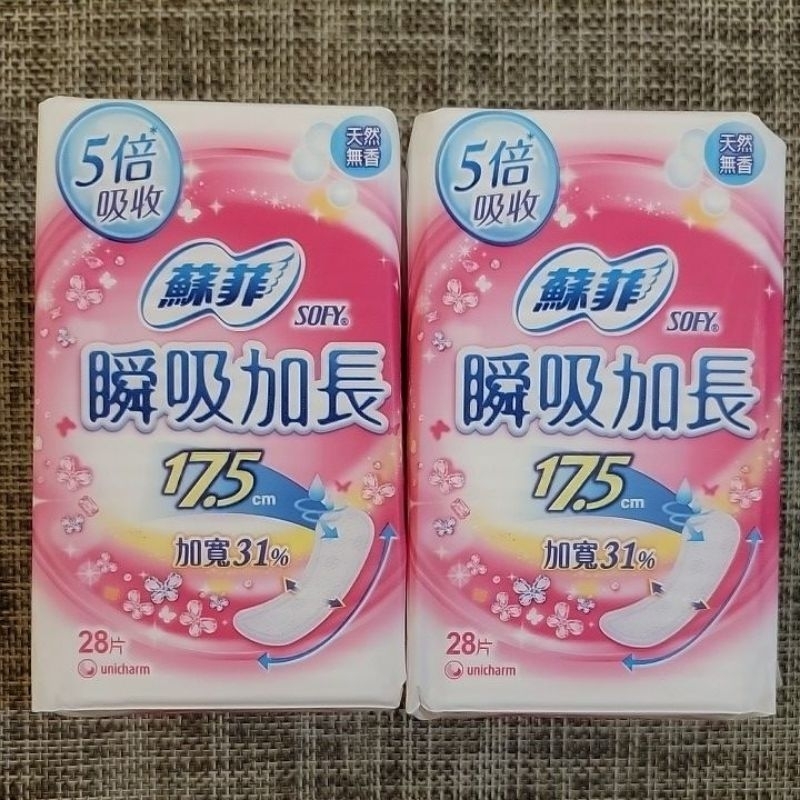 5倍*
吸收
天然
無香
蘇菲
SOFY®
瞬吸加長
17.5cm
加寬31%
28片
unicharm
5倍*
吸收
天然
無香
蘇菲
SOFY®
瞬吸加長
17.5cm
加寬31%
28片
unicharm